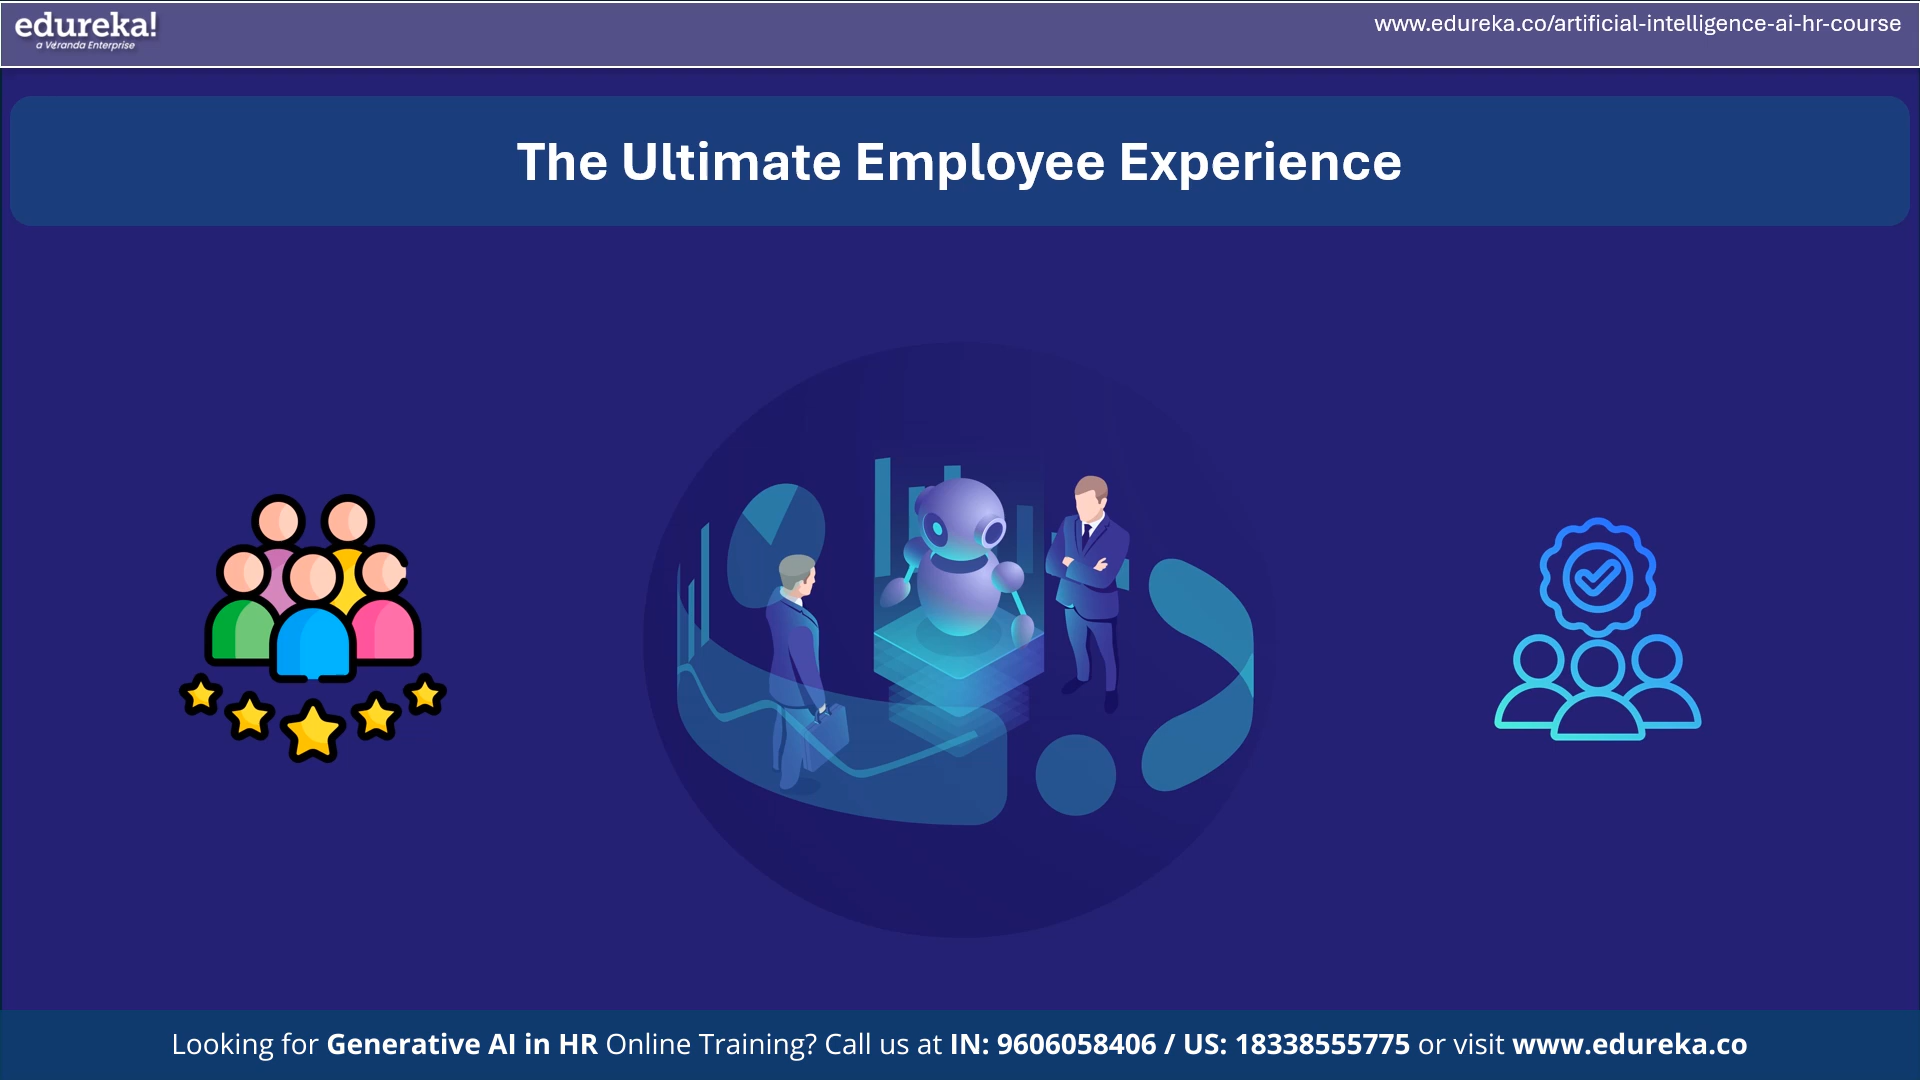 edureka!
a Veranda Enterprise
www.edureka.co/artificial-intelligence-ai-hr-course
The Ultimate Employee Experience
Looking for Generative AI in HR Online Training? Call us at IN: 9606058406 / US: 18338555775 or visit www.edureka.co